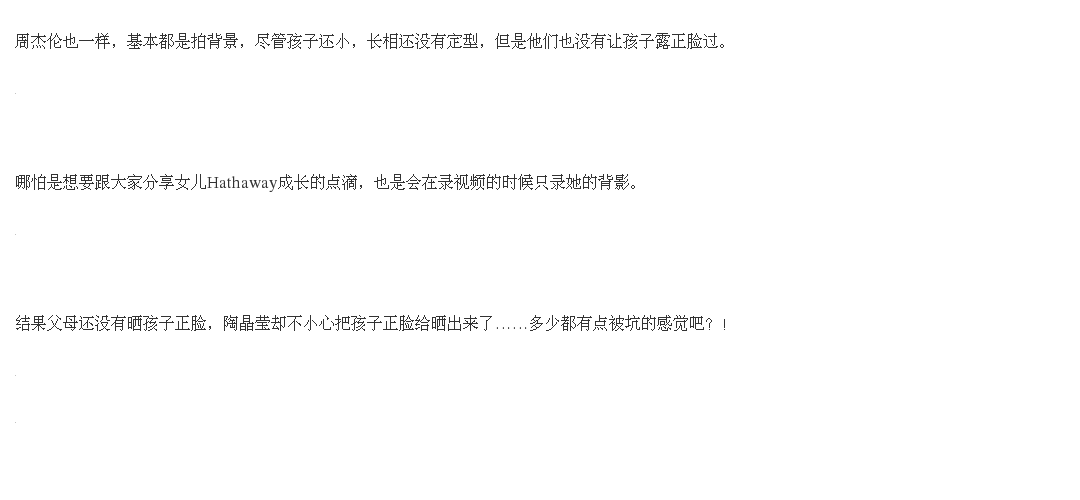 周杰伦也一样，基本都是拍背景，尽管孩子还小，长相还没有定型，但是他们也没有让孩子露正脸过。
哪怕是想要跟大家分享女儿Hathaway成长的点滴，也是会在录视频的时候只录她的背影。
结果父母还没有晒孩子正脸，陶晶莹却不小心把孩子正脸给晒出来了……多少都有点被坑的感觉吧？！